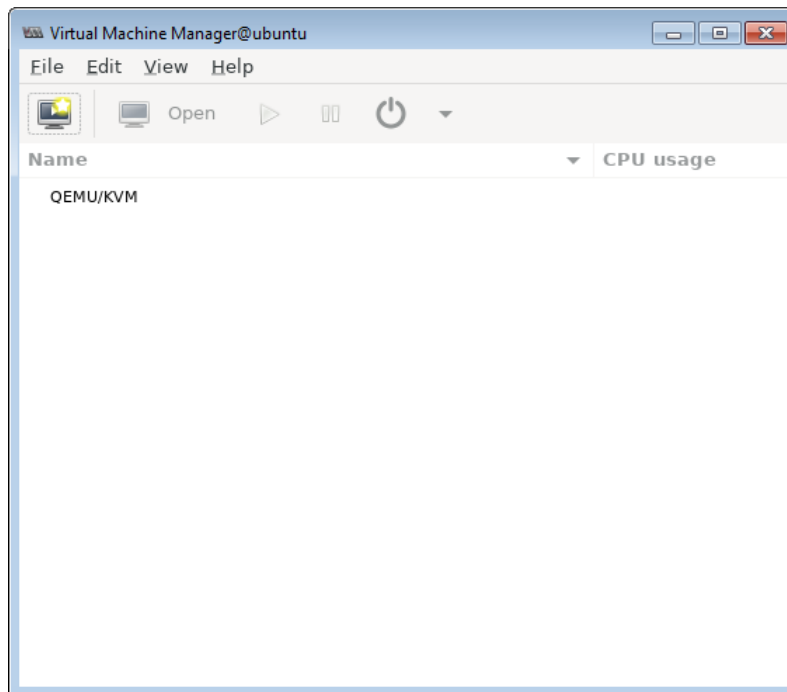 Virtual Machine Manager@ubuntu
File Edit View Help
Open
Name CPU usage
QEMU/KVM